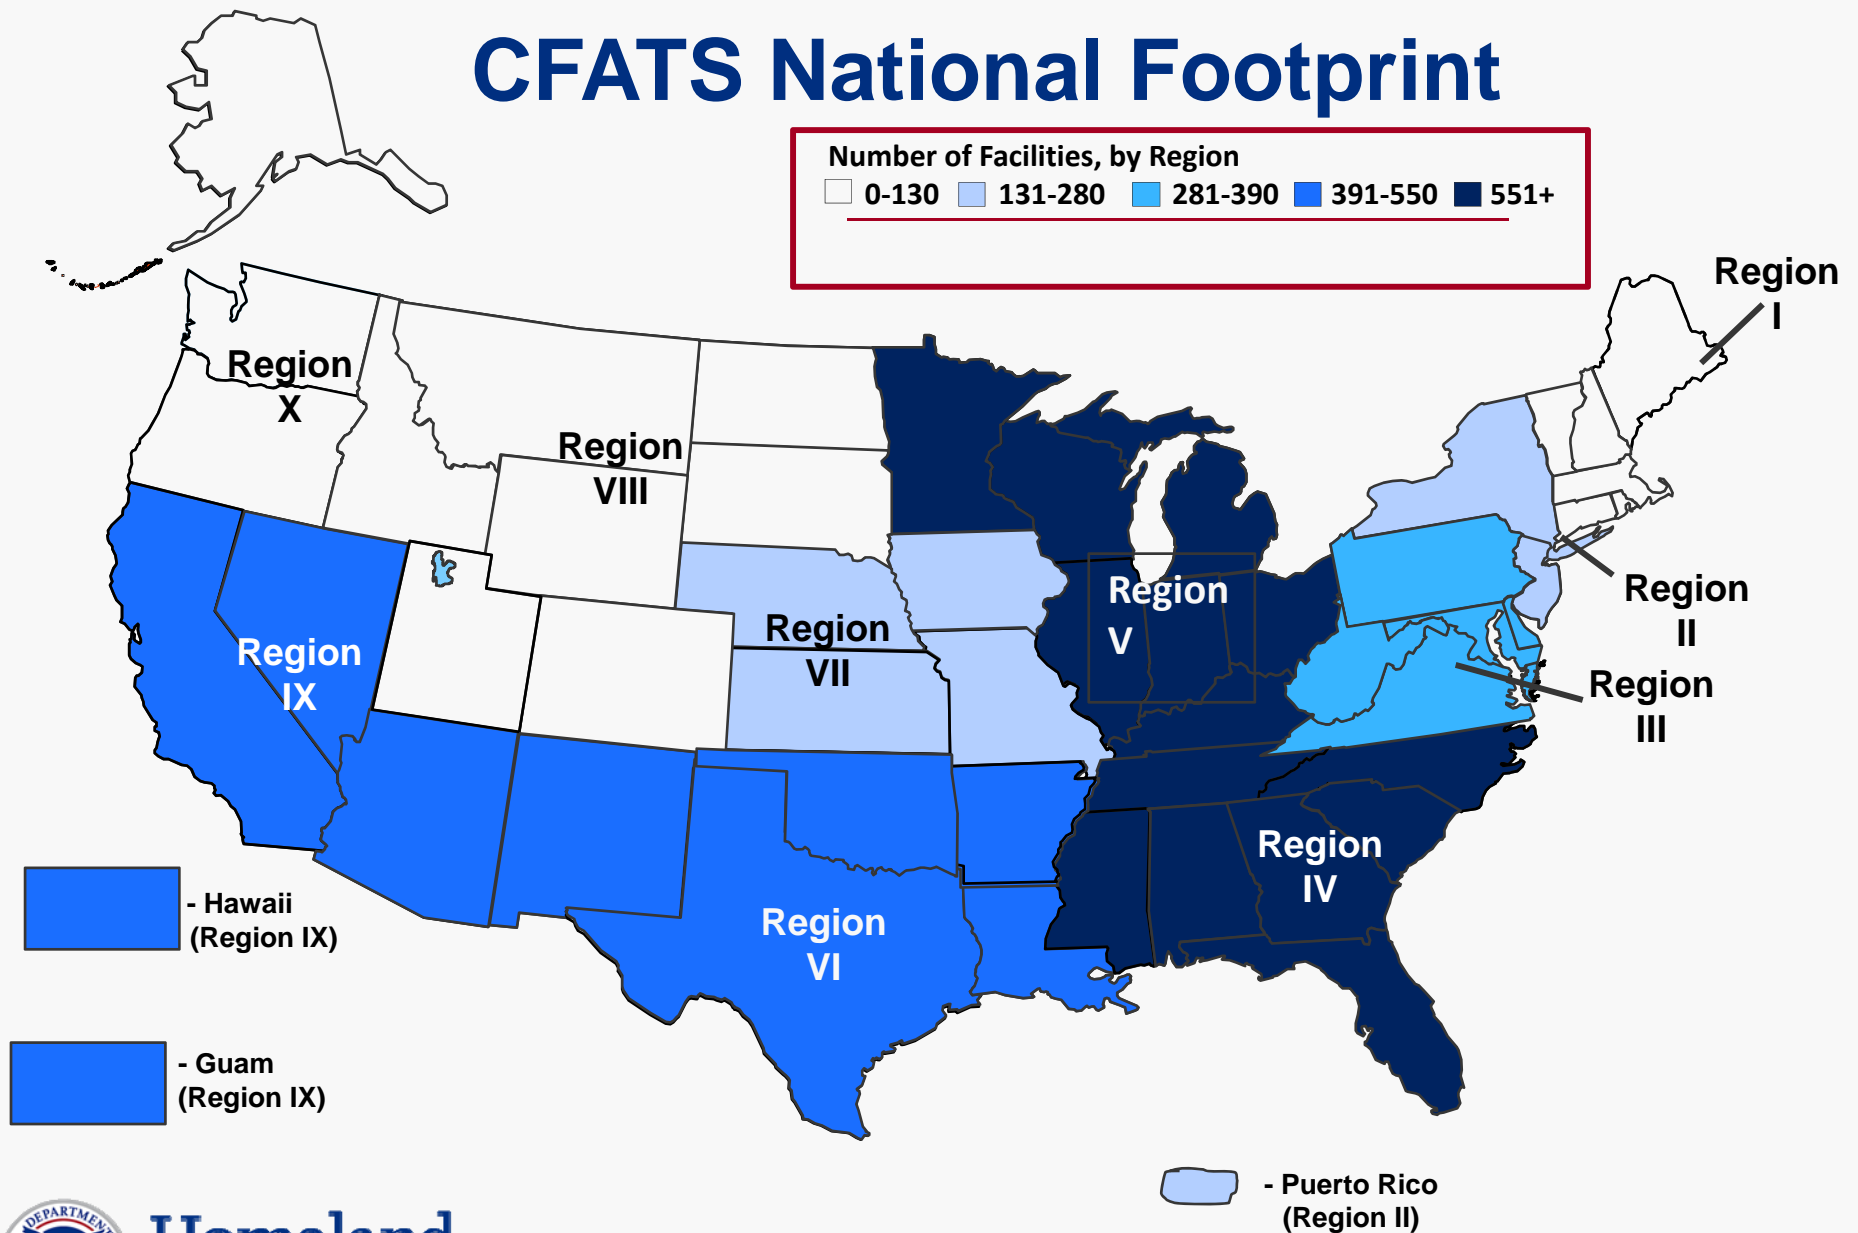 CFATS National Footprint
Number of Facilities, by Region
0-130 131-280 281-390 391-550 551+
Region
I
Region
X
Region
VIII
Region
V
Region
II
Region
VII
Region
IX
Region
III
Region
IV
Region
VI
- Hawaii
(Region IX)
- Guam
(Region IX)
- Puerto Rico
(Region II)
DEPARTMEN
Homeland